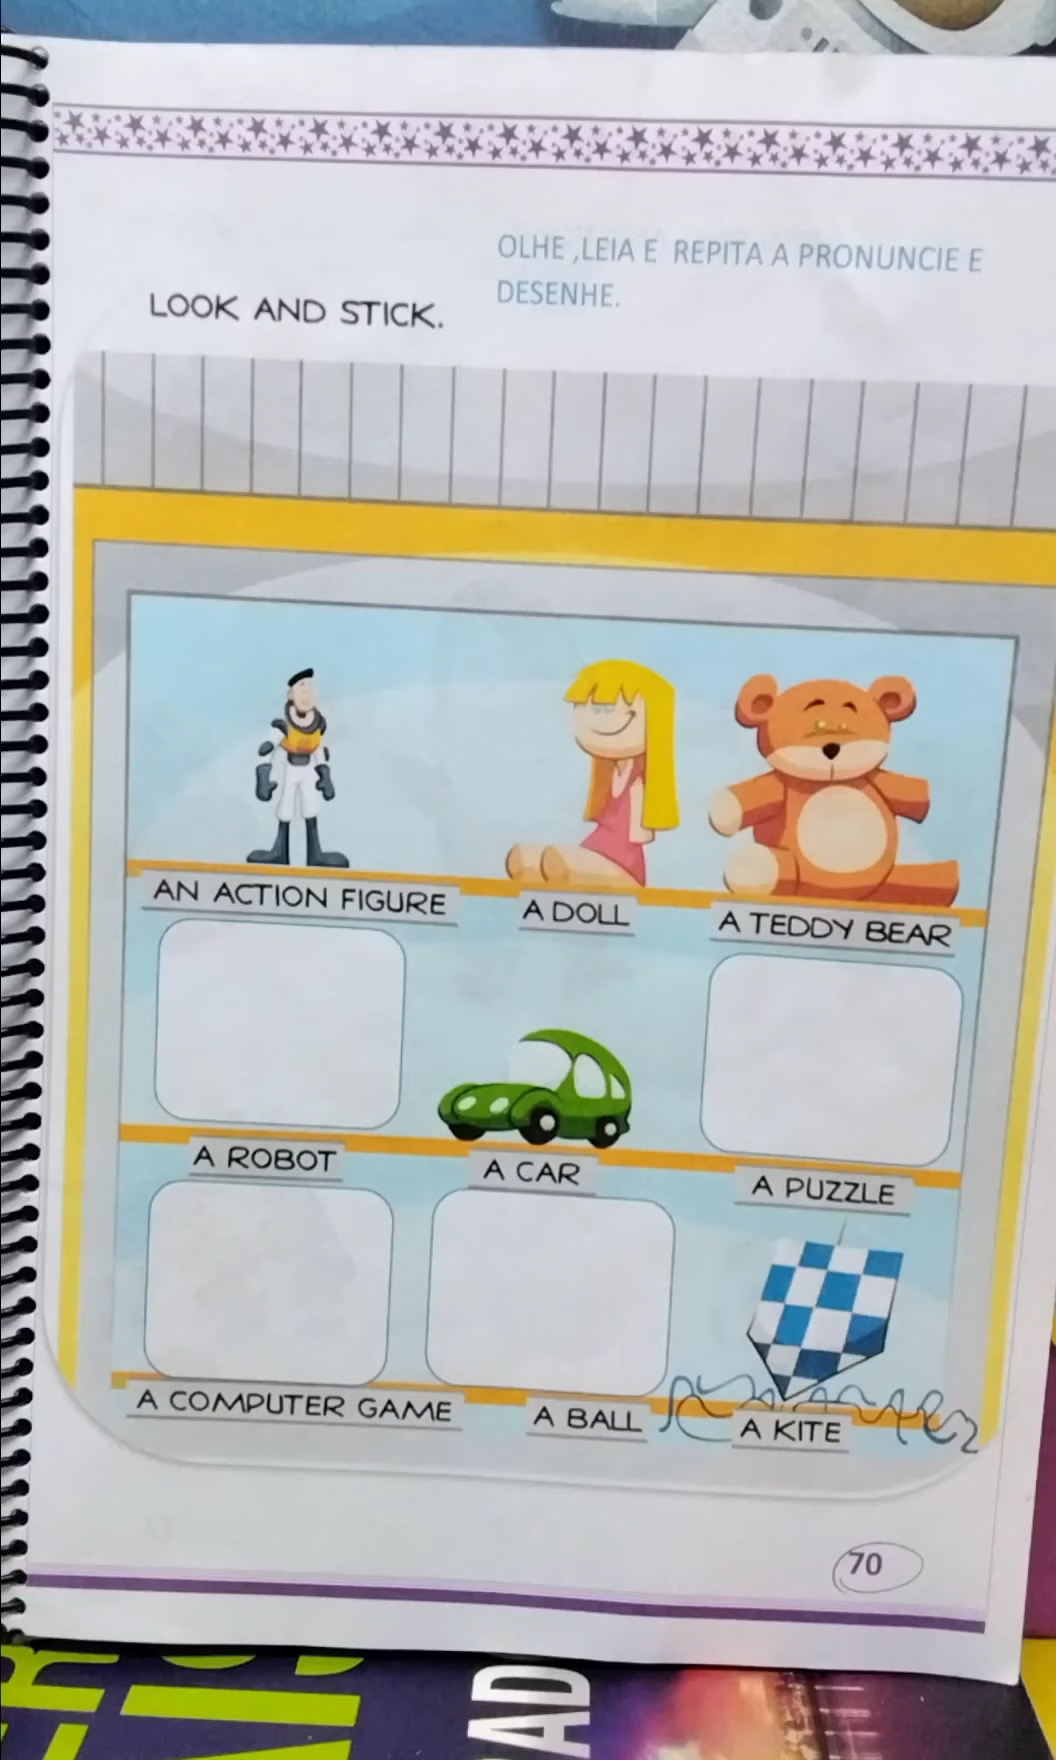 OLHE ,LEIA E REPITA A PRONUNCIE E
DESENHE.
LOOK AND STICK.
AN ACTION FIGURE
A DOLL
A TEDDY BEAR
A ROBOT
A CAR
A PUZZLE
A COMPUTER GAME
A BALL
A KITE
70
AD